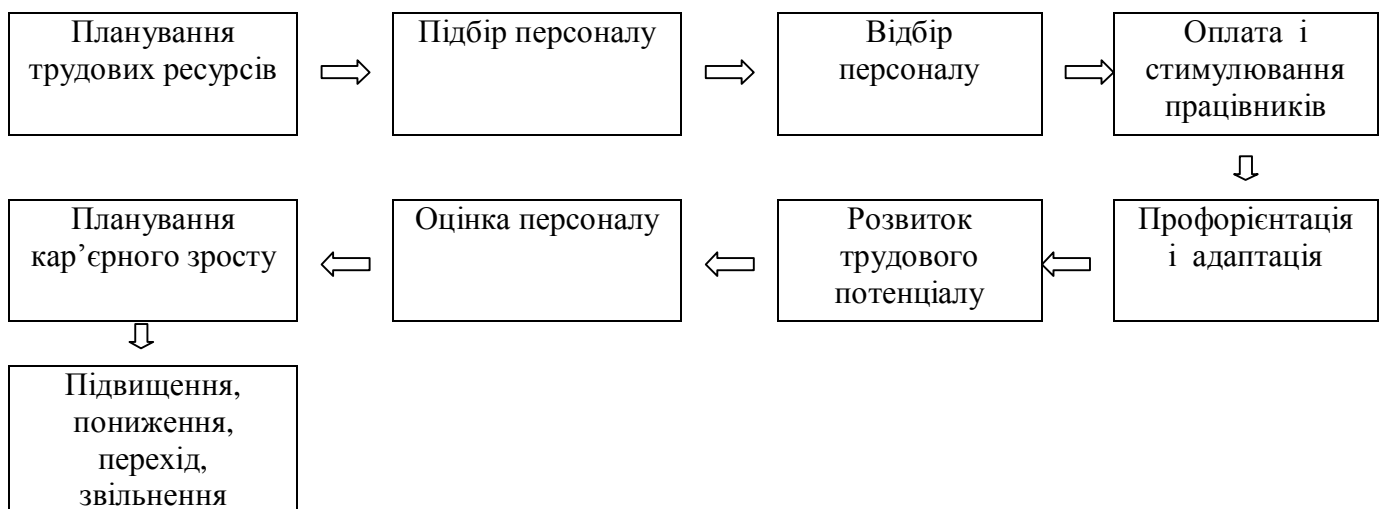 Планування
трудових ресурсів
Підбір персоналу
Відбір
персоналу
Оплата і
стимулювання
працівників
Профорієнтація
і адаптація
Розвиток
трудового
потенціалу
Оцінка персоналу
Планування
кар’єрного зросту
Підвищення,
пониження,
перехід,
звільнення